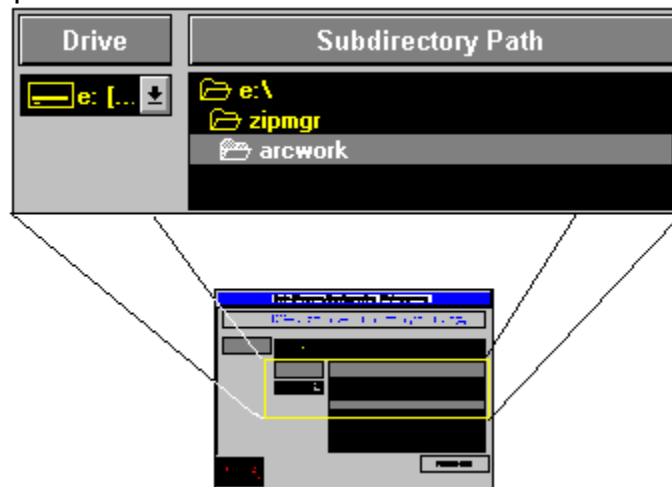 Drive
Subdirectory Path
e: [...
e:\
zipmgr
arcwork